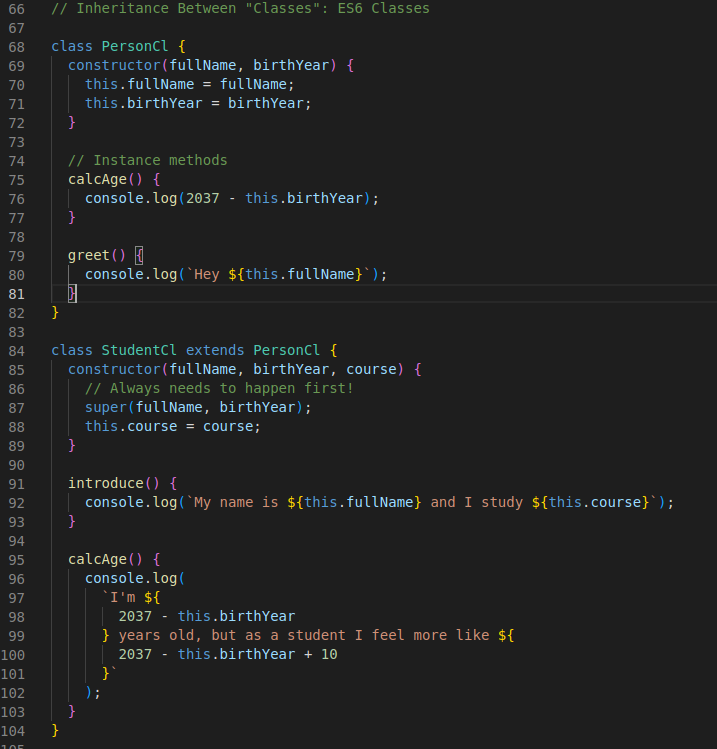 66 // Inheritance Between "Classes": ES6 Classes
67
68 class PersonCl {
69   constructor(fullName, birthYear) {
70     this.fullName = fullName;
71     this.birthYear = birthYear;
72   }
73
74   // Instance methods
75   calcAge() {
76     console.log(2037 - this.birthYear);
77   }
78
79   greet() {
80     console.log(`Hey ${this.fullName}`);
81   }
82 }
83
84 class StudentCl extends PersonCl {
85   constructor(fullName, birthYear, course) {
86     // Always needs to happen first!
87     super(fullName, birthYear);
88     this.course = course;
89   }
90
91   introduce() {
92     console.log(`My name is ${this.fullName} and I study ${this.course}`);
93   }
94
95   calcAge() {
96     console.log(
97       `I'm ${
98         2037 - this.birthYear
99       } years old, but as a student I feel more like ${
100         2037 - this.birthYear + 10
101       }`
102     );
103   }
104 }
105